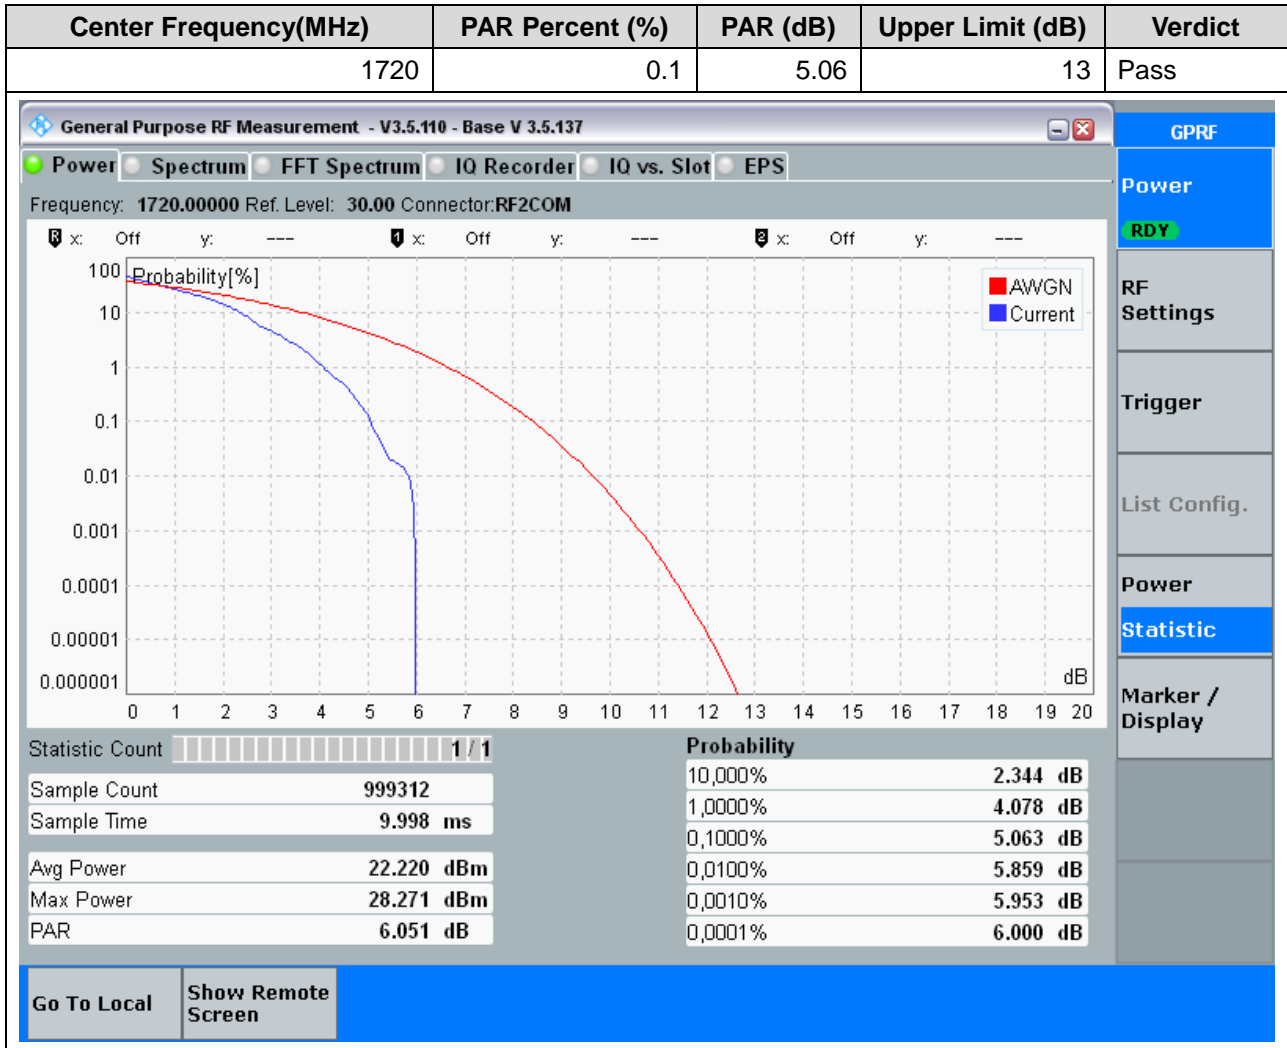 Center Frequency(MHz) PAR Percent (%) PAR (dB) Upper Limit (dB) Verdict
1720 0.1 5.06 13 Pass
General Purpose RF Measurement - V3.5.110 - Base V 3.5.137
GPRF
Power Spectrum FFT Spectrum IQ Recorder IQ vs. Slot EPS
Frequency: 1720.00000 Ref. Level: 30.00 Connector:RF2COM
R x: Off y: --- 1 x: Off y: --- 2 x: Off y: ---
Probability[%]
AWGN
Current
100
10
1
0.1
0.01
0.001
0.0001
0.00001
0.000001
dB
0 1 2 3 4 5 6 7 8 9 10 11 12 13 14 15 16 17 18 19 20
Statistic Count 1 / 1
Sample Count 999312
Sample Time 9.998 ms
Avg Power 22.220 dBm
Max Power 28.271 dBm
PAR 6.051 dB
Probability
10,000% 2.344 dB
1,0000% 4.078 dB
0,1000% 5.063 dB
0,0100% 5.859 dB
0,0010% 5.953 dB
0,0001% 6.000 dB
Power
RDY
RF
Settings
Trigger
List Config.
Power
Statistic
Marker /
Display
Go To Local
Show Remote
Screen